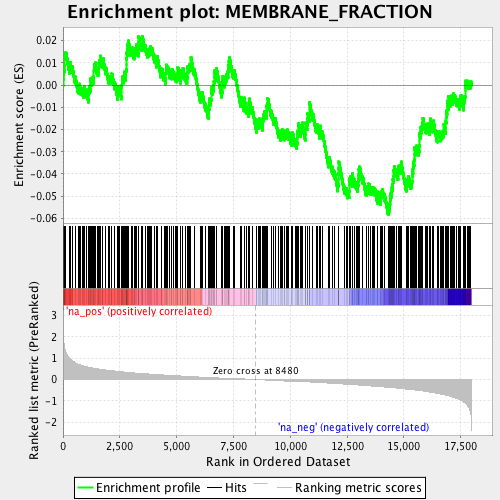 Enrichment plot: MEMBRANE_FRACTION
Enrichment score (ES)
0.02
0.01
0.00
-0.01
-0.02
-0.03
-0.04
-0.05
-0.06
'na_pos' (positively correlated)
Ranked list metric (PreRanked)
3
2
1
0
-1
-2
Zero cross at 8480
'na_neg' (negatively correlated)
0
2,500
5,000
7,500
10,000
12,500
15,000
17,500
Rank in Ordered Dataset
Enrichment profile
Hits
Ranking metric scores